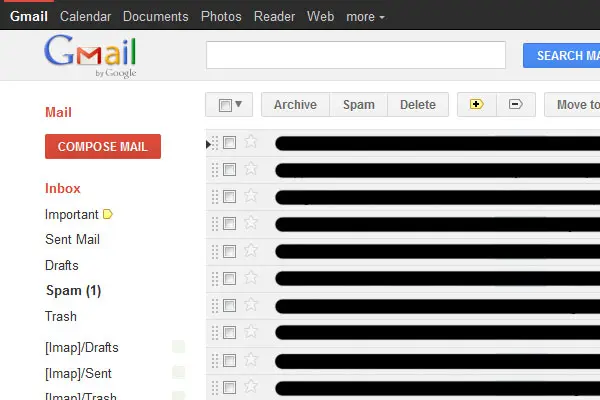 Gmail Calendar Documents Photos Reader Web more
Gmail
by Google
SEARCH MA
Mail
Archive Spam Delete Move to
COMPOSE MAIL
Inbox
Important
Sent Mail
Drafts
Spam (1)
Trash
[Imap]/Drafts
[Imap]/Sent
[Imap]/Trash